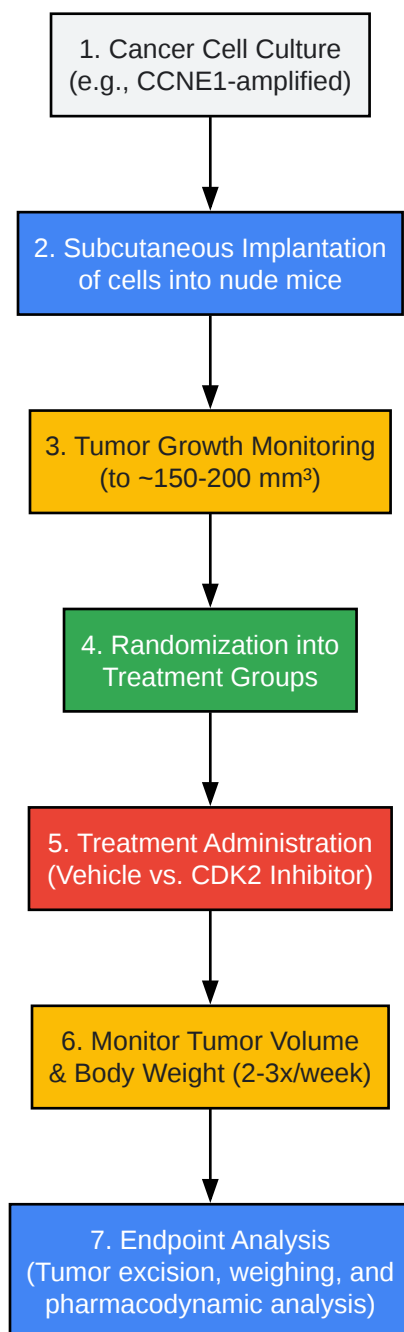 1. Cancer Cell Culture
(e.g., CCNE1-amplified)
2. Subcutaneous Implantation
of cells into nude mice
3. Tumor Growth Monitoring
(to ~150-200 mm³)
4. Randomization into
Treatment Groups
5. Treatment Administration
(Vehicle vs. CDK2 Inhibitor)
6. Monitor Tumor Volume
& Body Weight (2-3x/week)
7. Endpoint Analysis
(Tumor excision, weighing, and
pharmacodynamic analysis)